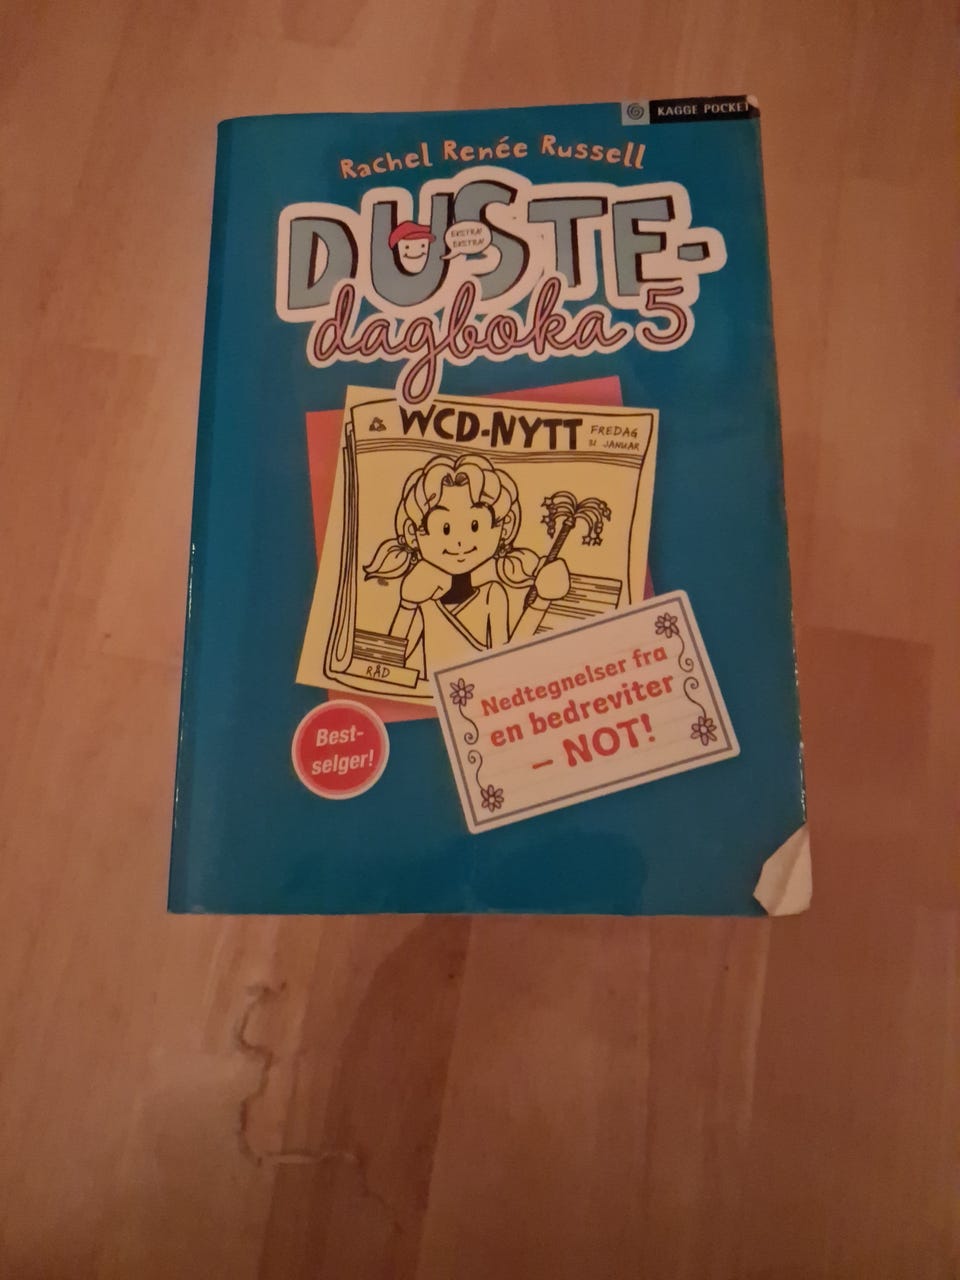 KAGGE POCKET
Rachel Renée Russell
DUSTE-
EKSTRA!
EKSTRA!
dagboka 5
WCD-NYTT
FREDAG
31 JANUAR
RÅD
Nedtegnelser fra
en bedreviter
– NOT!
Best-
selger!